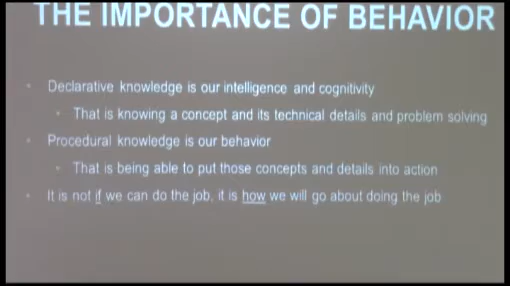 THE IMPORTANCE OF BEHAVIOR
Declarative knowledge is our intelligence and cognitivity
That is knowing a concept and its technical details and problem solving
Procedural knowledge is our behavior
That is being able to put those concepts and details into action
It is not if we can do the job, it is how we will go about doing the job